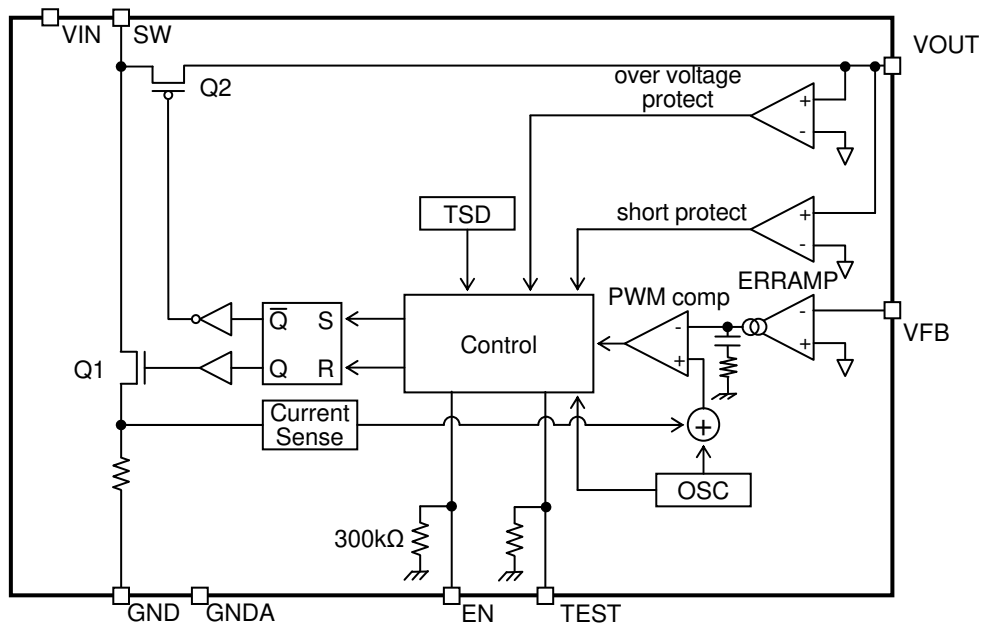 VIN
SW
VOUT
Q2
over voltage
protect
+
-
TSD
short protect
+
-
ERRAMP
PWM comp
Q̅ S
Control
-
+
-
+
VFB
Q1
Q R
Current
Sense
+
OSC
300kΩ
GND
GNDA
EN
TEST